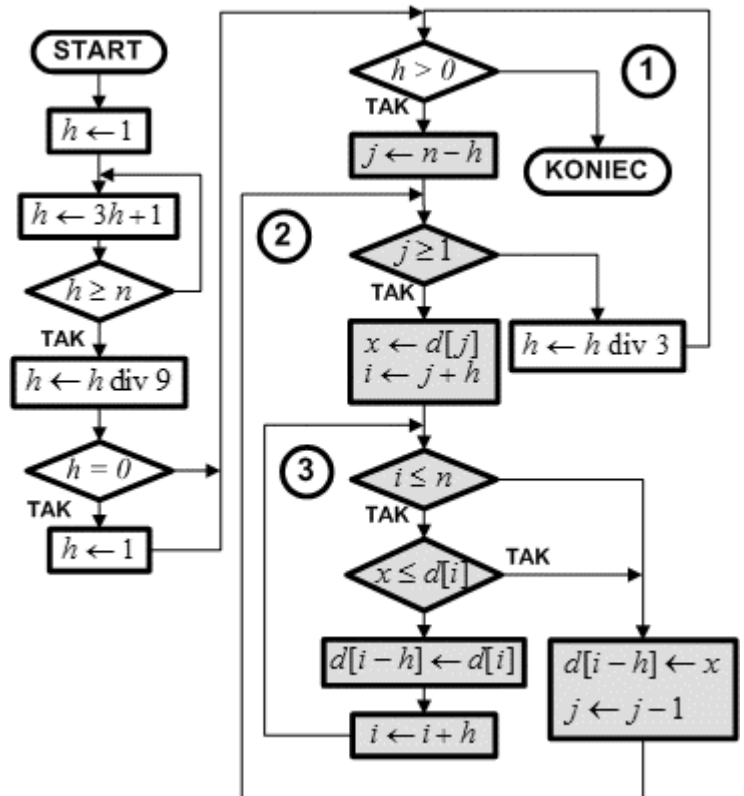 START
h ← 1
h ← 3h + 1
h ≥ n
TAK
h ← h div 9
h = 0
TAK
h ← 1
h > 0
TAK
1
j ← n − h
KONIEC
2
j ≥ 1
TAK
x ← d[j]
i ← j + h
h ← h div 3
3
i ≤ n
TAK
x ≤ d[i]
TAK
d[i − h] ← d[i]
i ← i + h
d[i − h] ← x
j ← j − 1